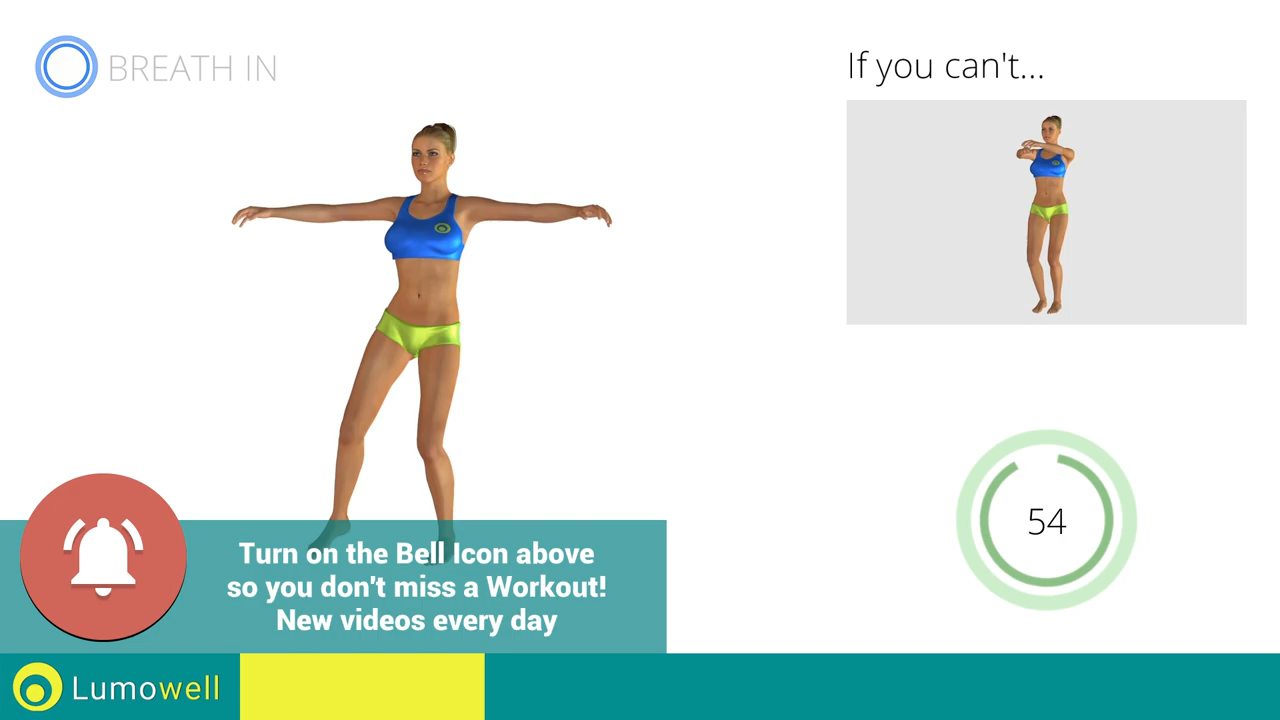 BREATH IN
If you can't...
54
Turn on the Bell Icon above
so you don't miss a Workout!
New videos every day
Lumowell